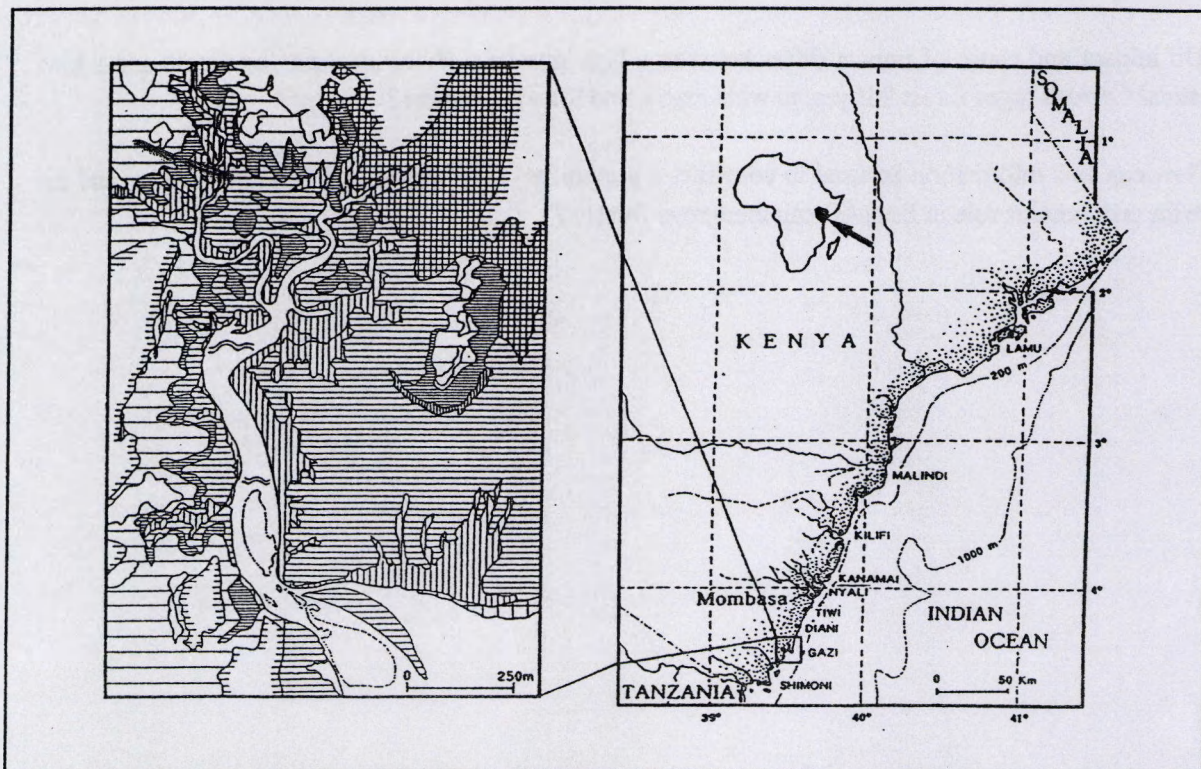 SOMALIA
1°
KENYA
2°
LAMU
200 m
3°
MALINDI
KILIFI
1000 m
KANAMAI
4°
Mombasa
NYALI
TIWI
DIANI
INDIAN
OCEAN
GAZI
0 250m
TANZANIA
SHIMONI
0 50 Km
39° 40° 41°